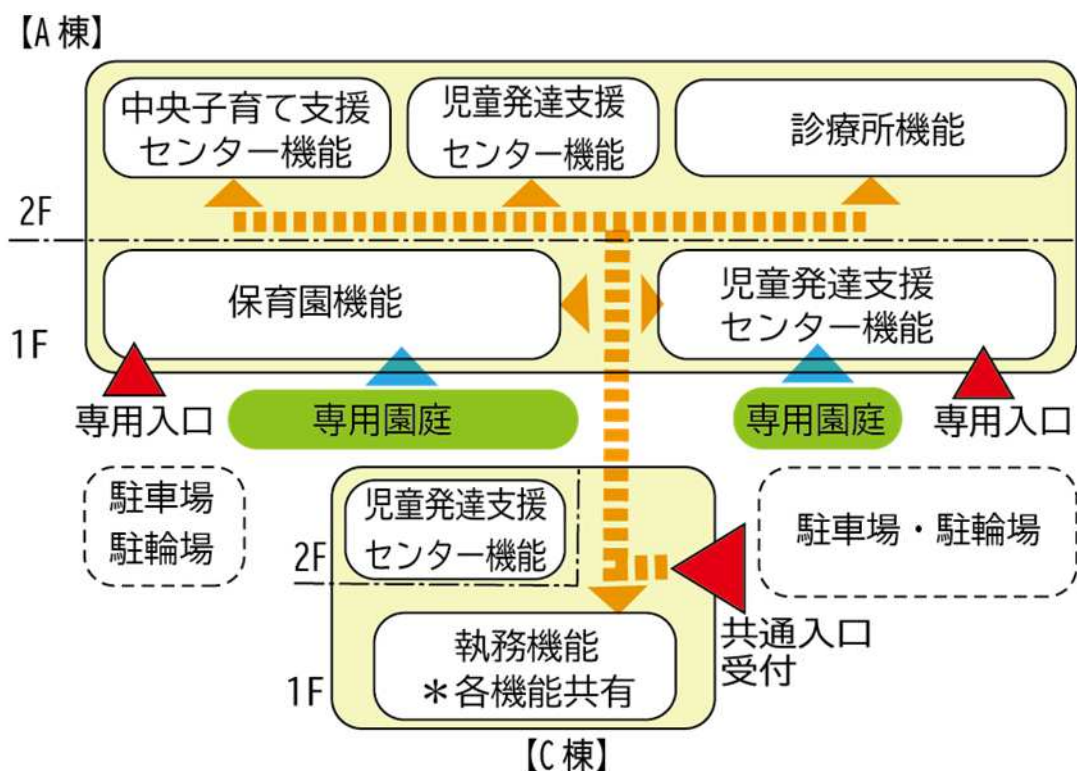 【A棟】
中央子育て支援
センター機能
児童発達支援
センター機能
診療所機能
2F
保育園機能
児童発達支援
センター機能
1F
専用入口
専用園庭
専用園庭
専用入口
駐車場
駐輪場
児童発達支援
センター機能
2F
駐車場・駐輪場
共通入口
受付
執務機能
＊各機能共有
1F
【C棟】